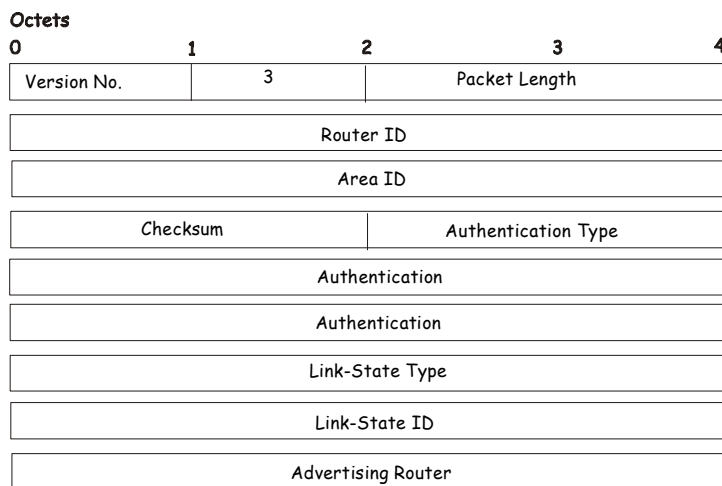 Octets
0 1 2 3 4
Version No. 3 Packet Length
Router ID
Area ID
Checksum Authentication Type
Authentication
Authentication
Link-State Type
Link-State ID
Advertising Router